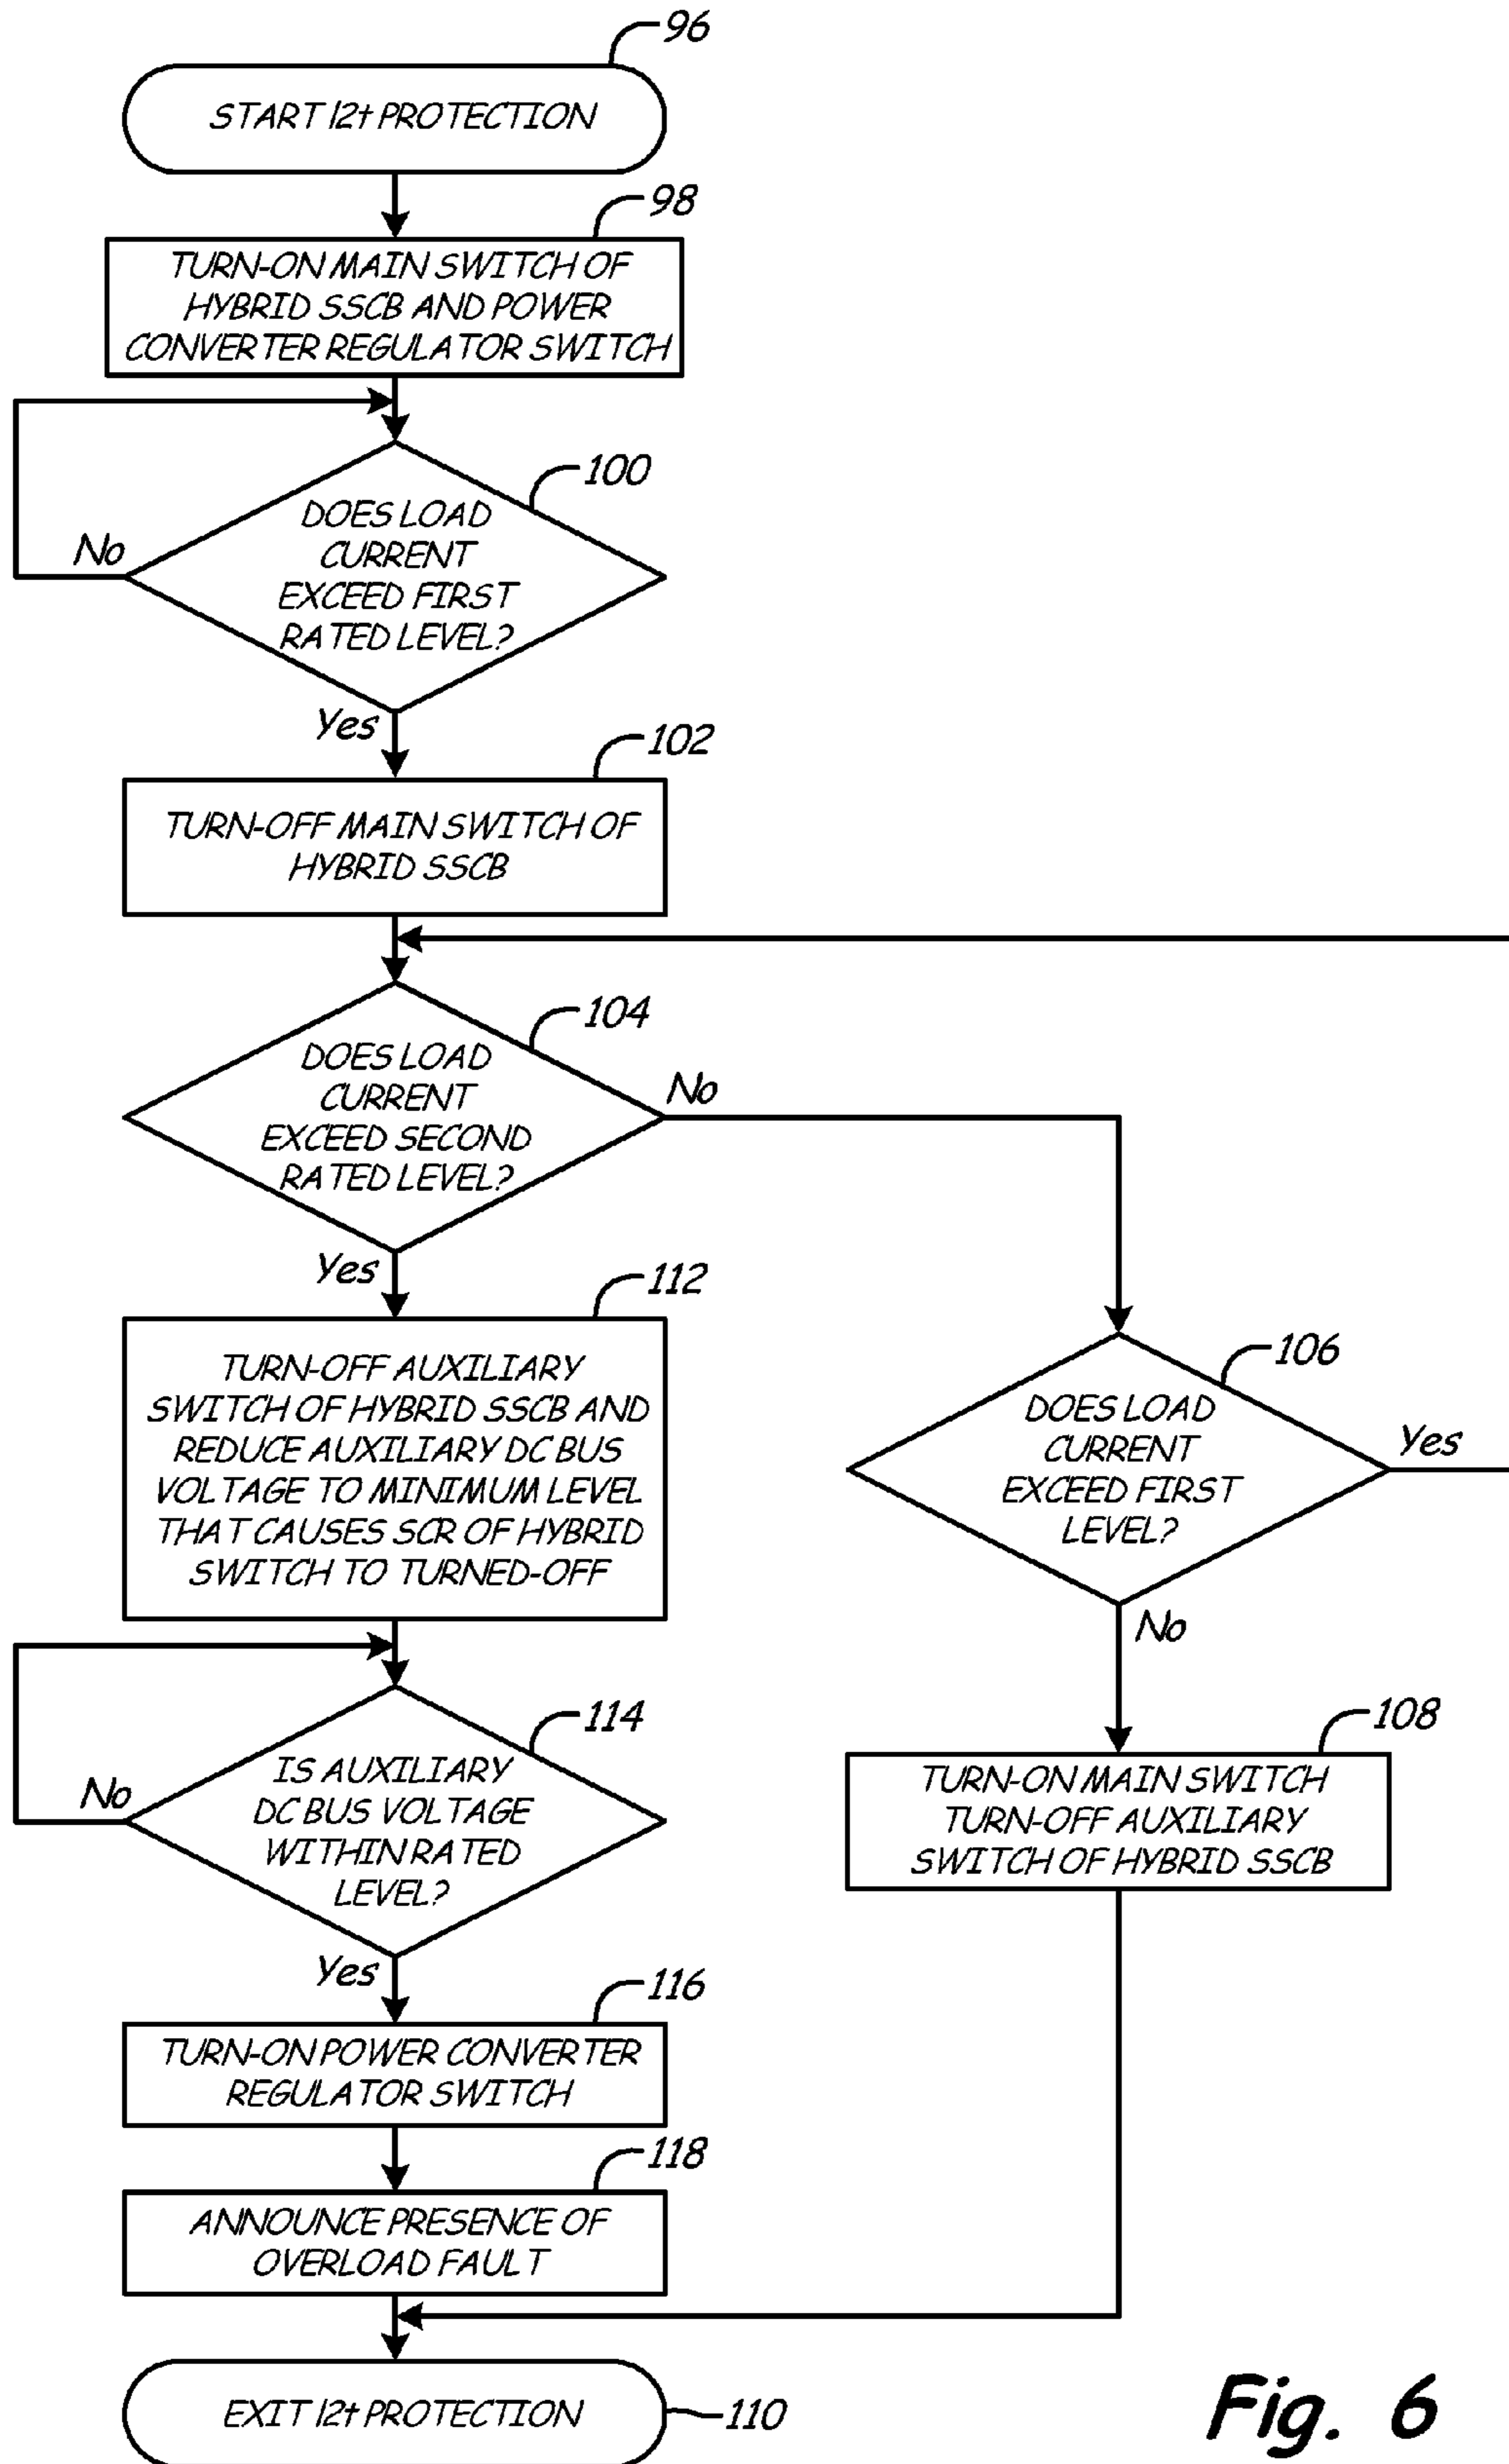 96
START I2t PROTECTION
98
TURN-ON MAIN SWITCH OF
HYBRID SSCB AND POWER
CONVERTER REGULATOR SWITCH
100
DOES LOAD
CURRENT
EXCEED FIRST
RATED LEVEL?
No
Yes
102
TURN-OFF MAIN SWITCH OF
HYBRID SSCB
104
DOES LOAD
CURRENT
EXCEED SECOND
RATED LEVEL?
No
Yes
112
TURN-OFF AUXILIARY
SWITCH OF HYBRID SSCB AND
REDUCE AUXILIARY DC BUS
VOLTAGE TO MINIMUM LEVEL
THAT CAUSES SCR OF HYBRID
SWITCH TO TURNED-OFF
106
DOES LOAD
CURRENT
EXCEED FIRST
LEVEL?
Yes
No
108
TURN-ON MAIN SWITCH
TURN-OFF AUXILIARY
SWITCH OF HYBRID SSCB
114
IS AUXILIARY
DC BUS VOLTAGE
WITHIN RATED
LEVEL?
No
Yes
116
TURN-ON POWER CONVERTER
REGULATOR SWITCH
118
ANNOUNCE PRESENCE OF
OVERLOAD FAULT
EXIT I2t PROTECTION
110
Fig. 6